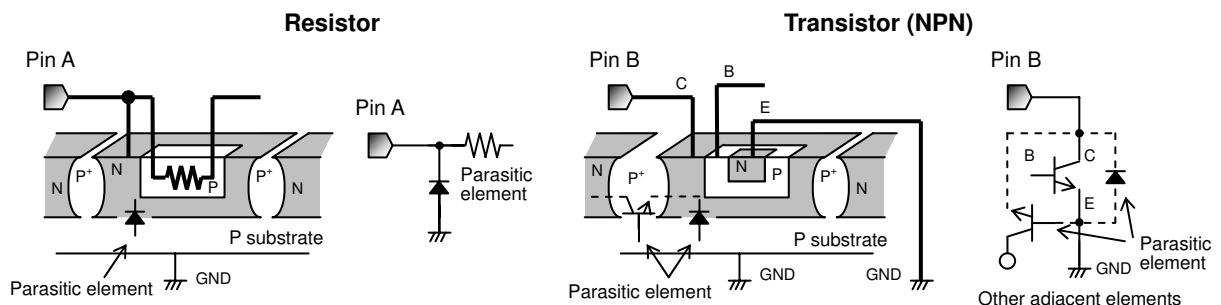 Resistor
Transistor (NPN)
Pin A
Pin A
N
P+
N
P
P+
N
Parasitic
element
P substrate
GND
Parasitic element
Pin B
C
B
E
N
P+
N
P
P+
N
P substrate
GND
GND
Parasitic element
Pin B
B
C
E
GND
Parasitic
element
Other adjacent elements